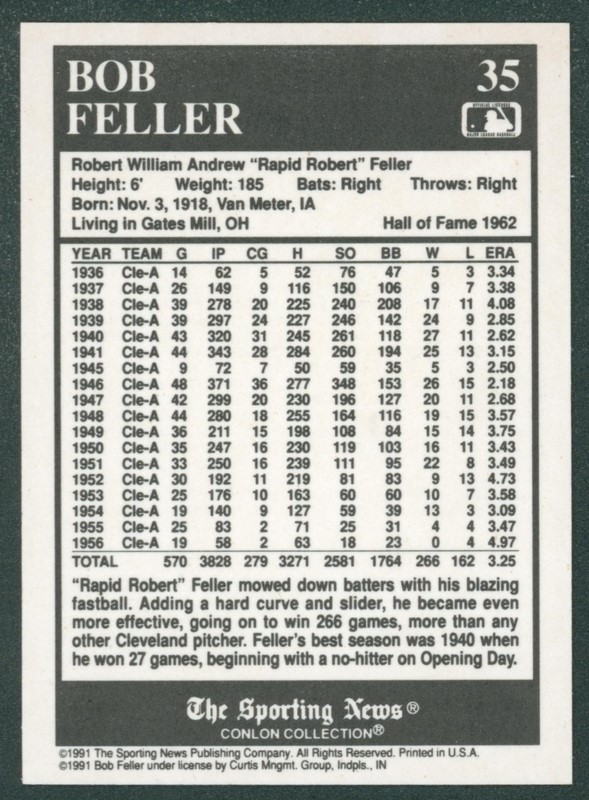 BOB 35
FELLER
OFFICIAL LICENSEE
MAJOR LEAGUE BASEBALL
Robert William Andrew “Rapid Robert” Feller
Height: 6' Weight: 185 Bats: Right Throws: Right
Born: Nov. 3, 1918, Van Meter, IA
Living in Gates Mill, OH Hall of Fame 1962
YEAR TEAM G IP CG H SO BB W L ERA
1936 Cle-A 14 62 5 52 76 47 5 3 3.34
1937 Cle-A 26 149 9 116 150 106 9 7 3.38
1938 Cle-A 39 278 20 225 240 208 17 11 4.08
1939 Cle-A 39 297 24 227 246 142 24 9 2.85
1940 Cle-A 43 320 31 245 261 118 27 11 2.62
1941 Cle-A 44 343 28 284 260 194 25 13 3.15
1945 Cle-A 9 72 7 50 59 35 5 3 2.50
1946 Cle-A 48 371 36 277 348 153 26 15 2.18
1947 Cle-A 42 299 20 230 196 127 20 11 2.68
1948 Cle-A 44 280 18 255 164 116 19 15 3.57
1949 Cle-A 36 211 15 198 108 84 15 14 3.75
1950 Cle-A 35 247 16 230 119 103 16 11 3.43
1951 Cle-A 33 250 16 239 111 95 22 8 3.49
1952 Cle-A 30 192 11 219 81 83 9 13 4.73
1953 Cle-A 25 176 10 163 60 60 10 7 3.58
1954 Cle-A 19 140 9 127 59 39 13 3 3.09
1955 Cle-A 25 83 2 71 25 31 4 4 3.47
1956 Cle-A 19 58 2 63 18 23 0 4 4.97
TOTAL 570 3828 279 3271 2581 1764 266 162 3.25
“Rapid Robert” Feller mowed down batters with his blazing
fastball. Adding a hard curve and slider, he became even
more effective, going on to win 266 games, more than any
other Cleveland pitcher. Feller's best season was 1940 when
he won 27 games, beginning with a no-hitter on Opening Day.
The Sporting News®
CONLON COLLECTION®
©1991 The Sporting News Publishing Company. All Rights Reserved. Printed in U.S.A.
©1991 Bob Feller under license by Curtis Mngmt. Group, Indpls., IN